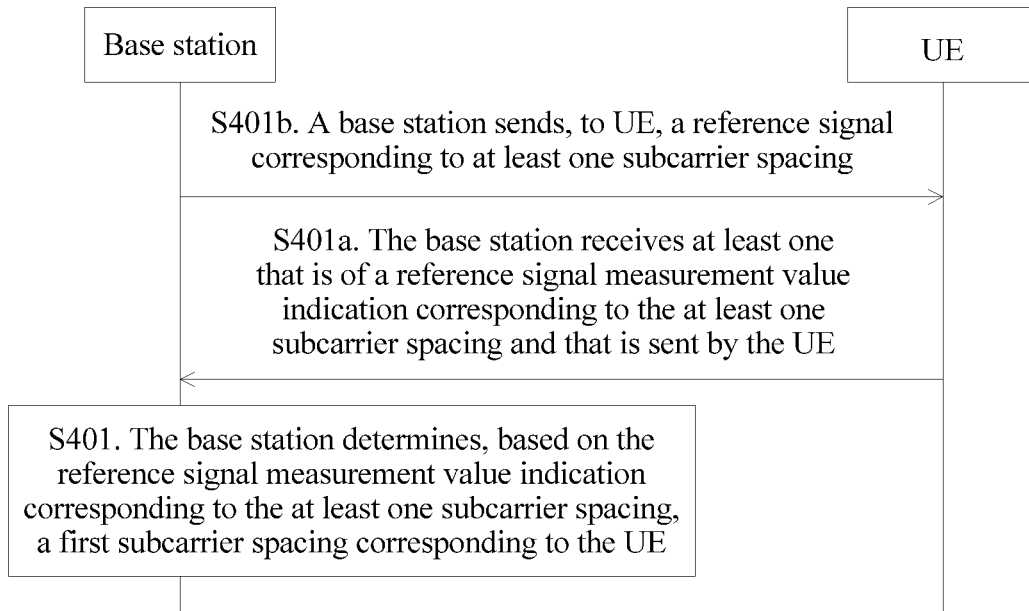 Base station
UE
S401b. A base station sends, to UE, a reference signal
corresponding to at least one subcarrier spacing
S401a. The base station receives at least one
that is of a reference signal measurement value
indication corresponding to the at least one
subcarrier spacing and that is sent by the UE
S401. The base station determines, based on the
reference signal measurement value indication
corresponding to the at least one subcarrier spacing,
a first subcarrier spacing corresponding to the UE